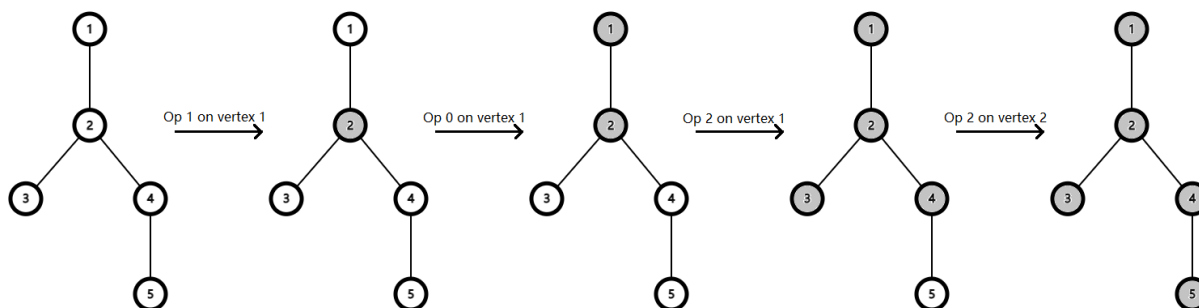 1 1 1 1 1
Op 1 on vertex 1 Op 0 on vertex 1 Op 2 on vertex 1 Op 2 on vertex 2
2 2 2 2 2
3 4 3 4 3 4 3 4 3 4
5 5 5 5 5